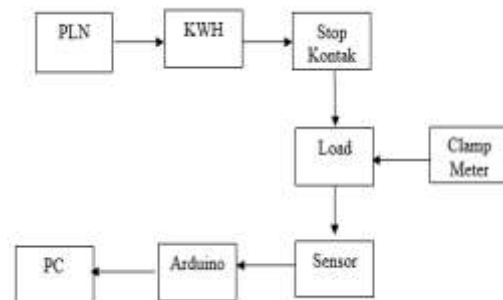 PLN
KWH
Stop
Kontak
Load
Clamp
Meter
PC
Arduino
Sensor